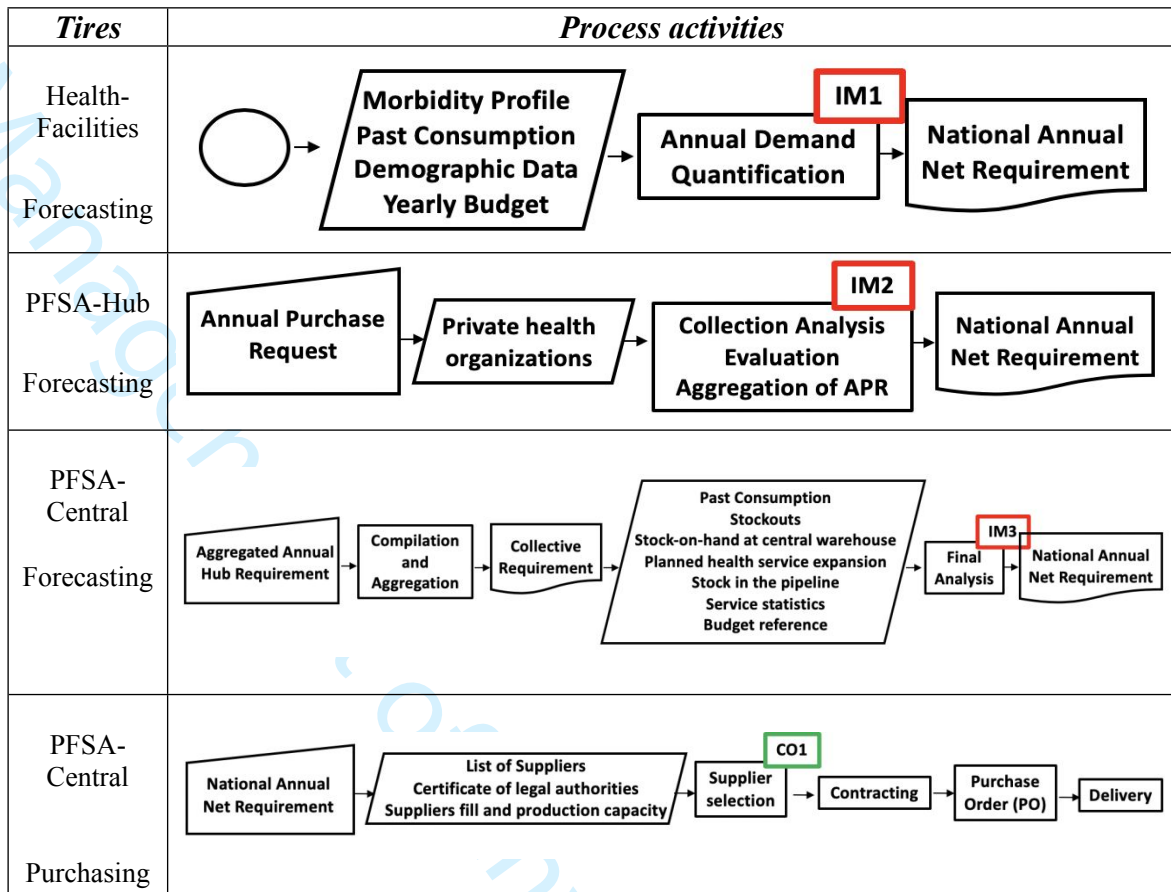 Tires
Process activities
Health-
Facilities
Forecasting
Morbidity Profile
Past Consumption
Demographic Data
Yearly Budget
IM1
Annual Demand
Quantification
National Annual
Net Requirement
PFSA-Hub
Forecasting
Annual Purchase
Request
Private health
organizations
IM2
Collection Analysis
Evaluation
Aggregation of APR
National Annual
Net Requirement
PFSA-
Central
Forecasting
Aggregated Annual
Hub Requirement
Compilation
and
Aggregation
Collective
Requirement
Past Consumption
Stockouts
Stock-on-hand at central warehouse
Planned health service expansion
Stock in the pipeline
Service statistics
Budget reference
IM3
Final
Analysis
National Annual
Net Requirement
PFSA-
Central
Purchasing
National Annual
Net Requirement
List of Suppliers
Certificate of legal authorities
Suppliers fill and production capacity
CO1
Supplier
selection
Contracting
Purchase
Order (PO)
Delivery